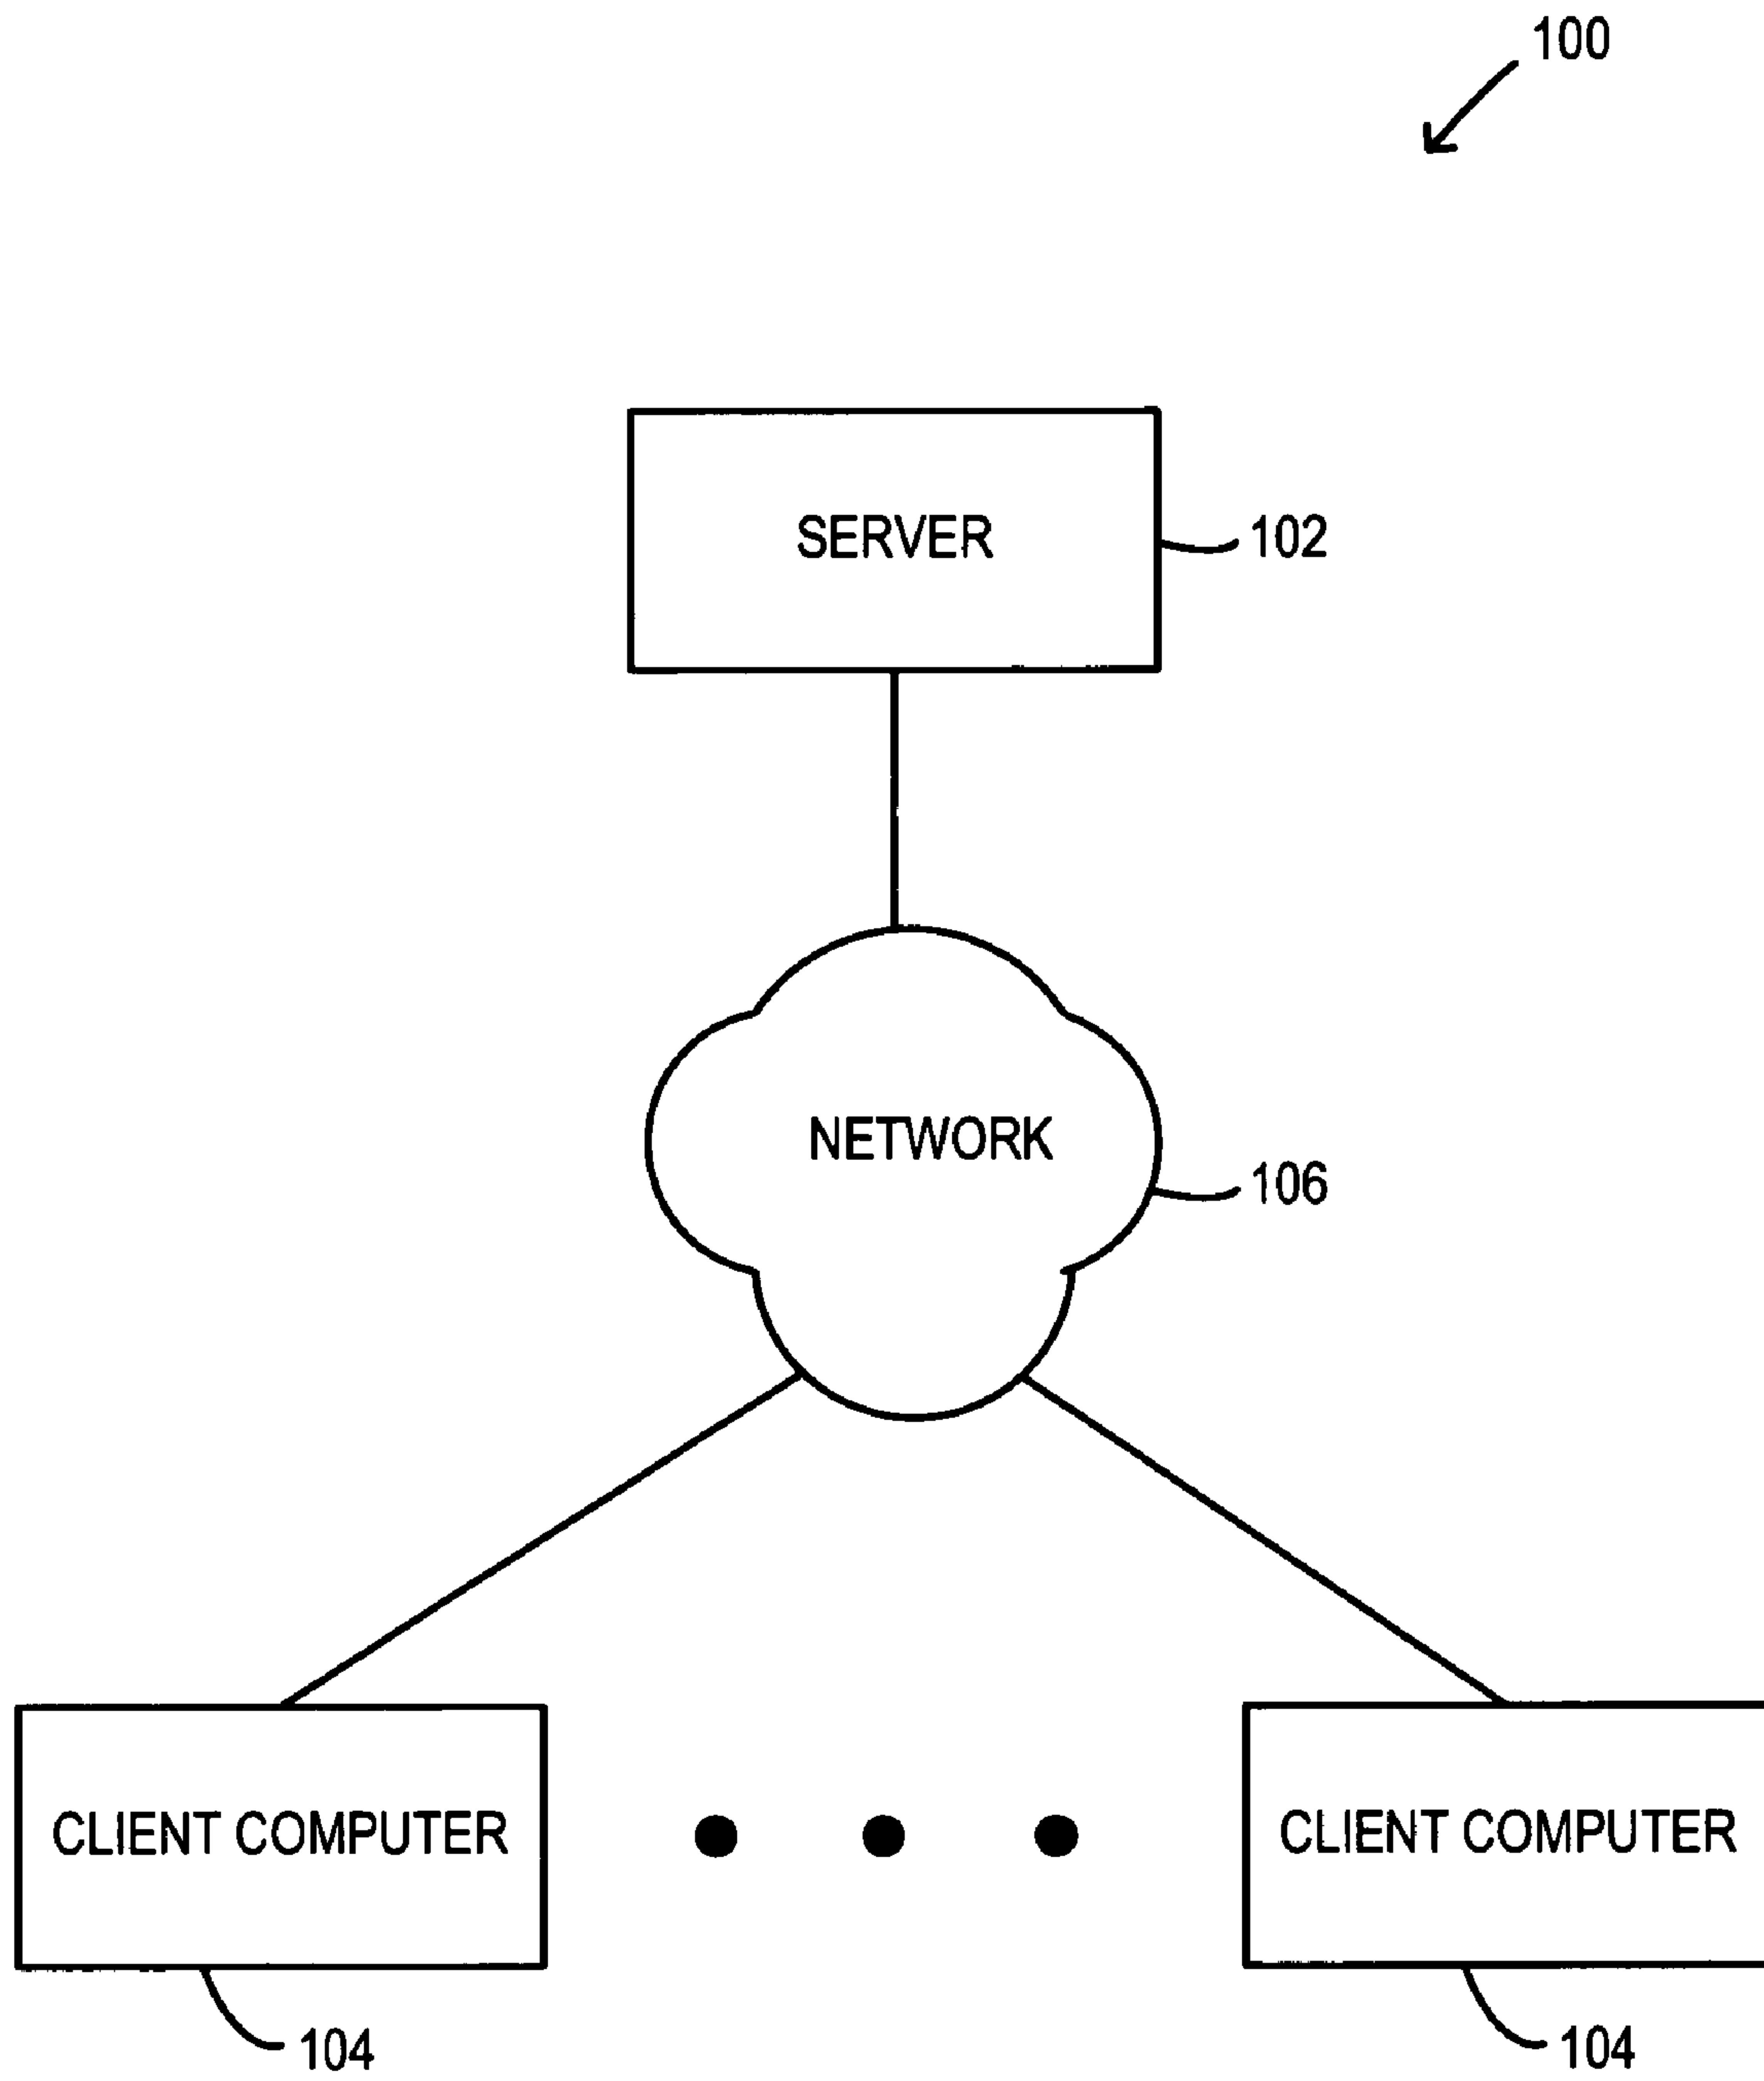 100
SERVER
102
NETWORK
106
CLIENT COMPUTER
CLIENT COMPUTER
104
104